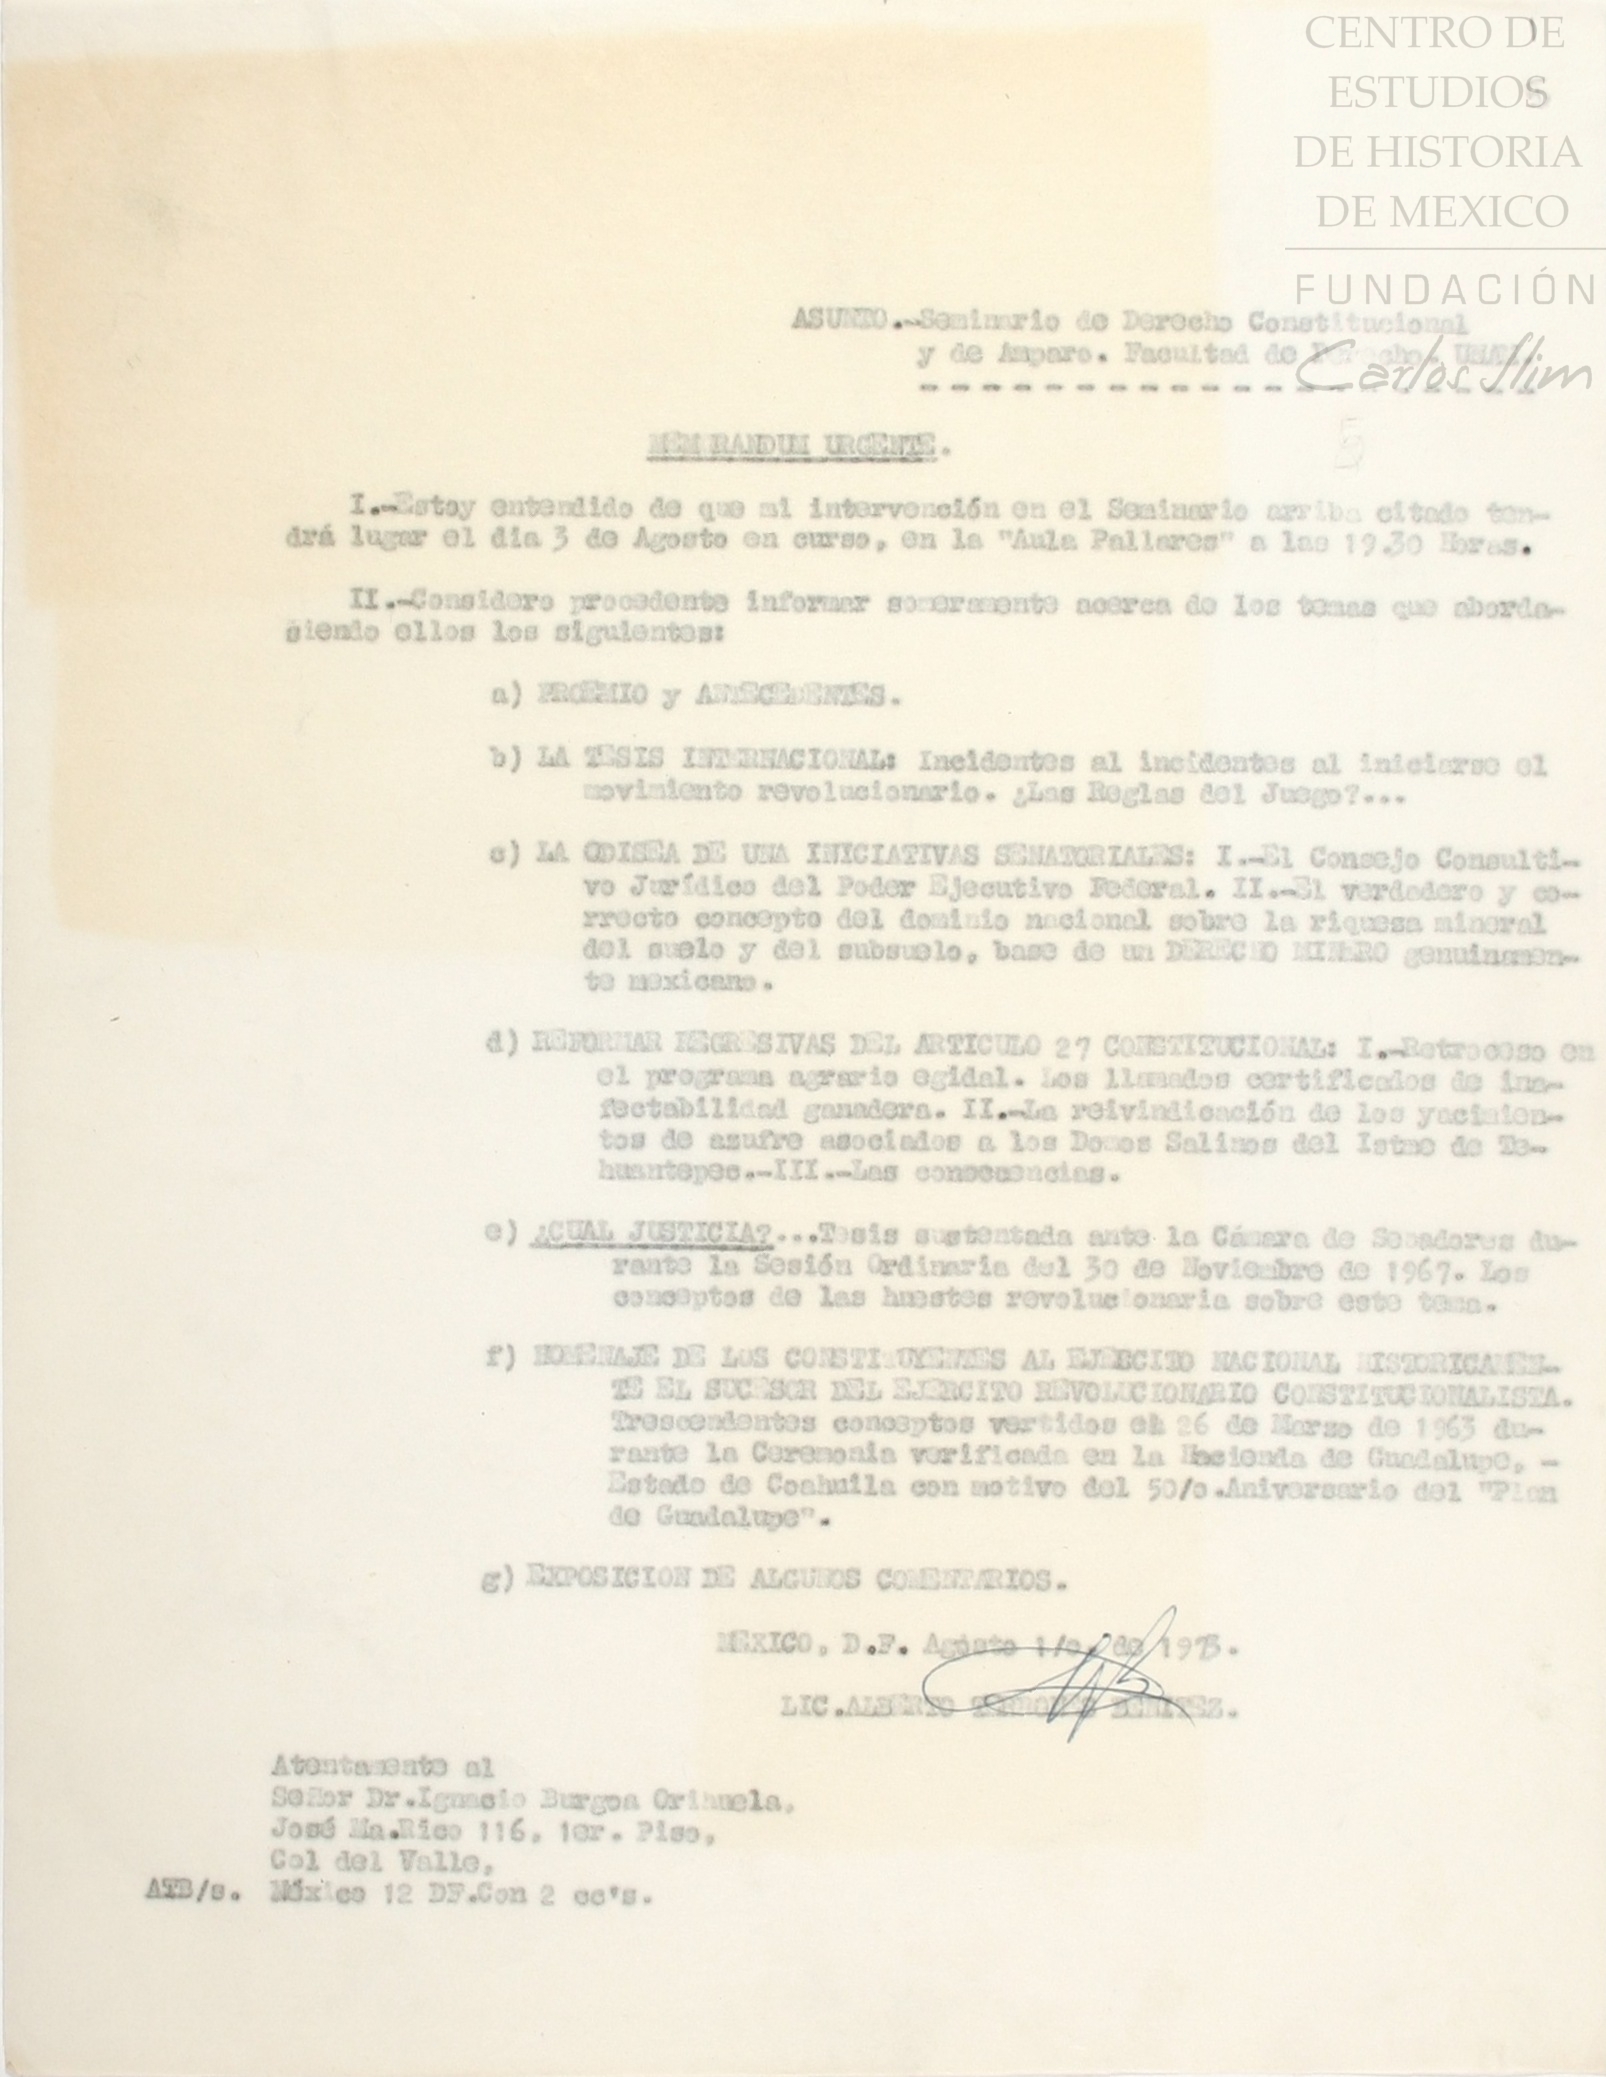 CENTRO DE
ESTUDIOS
DE HISTORIA
DE MEXICO
FUNDACIÓN
Carlos Slim
ASUNTO.-Seminario de Derecho Constitucional
y de Amparo. Facultad de Derecho. UNAM.
MEMORANDUM URGENTE.
I.-Estoy entendido de que mi intervención en el Seminario arriba citado ten-
drá lugar el dia 3 de Agosto en curso, en la "Aula Pallares" a las 19.30 Horas.
II.-Considero procedente informar someramente acerca de los temas que aborda-
siendo ellos los siguientes:
a) PROEMIO y ANTECEDENTES.
b) LA TESIS INTERNACIONAL: Incidentes al incidentes al iniciarse el
movimiento revolucionario. ¿Las Reglas del Juego?...
c) LA ODISEA DE UNA INICIATIVAS SENATORIALES: I.-El Consejo Consulti-
vo Jurídico del Poder Ejecutivo Federal. II.-El verdadero y co-
rrecto concepto del dominio nacional sobre la riqueza mineral
del suelo y del subsuelo, base de un DERECHO MINERO genuinamen-
te mexicano.
d) REFORMAR REGRESIVAS DEL ARTICULO 27 CONSTITUCIONAL: I.-Retroceso en
el programa agrario egidal. Los llamados certificados de ina-
fectabilidad ganadera. II.-La reivindicación de los yacimien-
tos de azufre asociados a los Domos Salinos del Istmo de Te-
huantepec.-III.-Las consecencias.
e) ¿CUAL JUSTICIA?...Tesis sustentada ante la Cámara de Senadores du-
rante la Sesión Ordinaria del 30 de Noviembre de 1967. Los
conceptos de las huestes revolucionaria sobre este tema.
f) HOMENAJE DE LOS CONSTITUYENTES AL EJERCITO NACIONAL HISTORICAMEN-
TE EL SUCESOR DEL EJERCITO REVOLUCIONARIO CONSTITUCIONALISTA.
Trescendentes conceptos vertidos el 26 de Marzo de 1963 du-
rante la Ceremonia verificada en la Hacienda de Guadalupe, -
Estado de Coahuila con motivo del 50/o.Aniversario del "Plan
de Guadalupe".
g) EXPOSICION DE ALGUNOS COMENTARIOS.
MEXICO, D.F. Agosto 1/o. de 1973.
LIC.ALBERTO TERRONES BENITEZ.
Atentamente al
Señor Dr.Ignacio Burgoa Orihuela,
José Ma.Rico 116, 1er. Piso,
Col del Valle,
ATB/s. México 12 DF.Con 2 cc's.